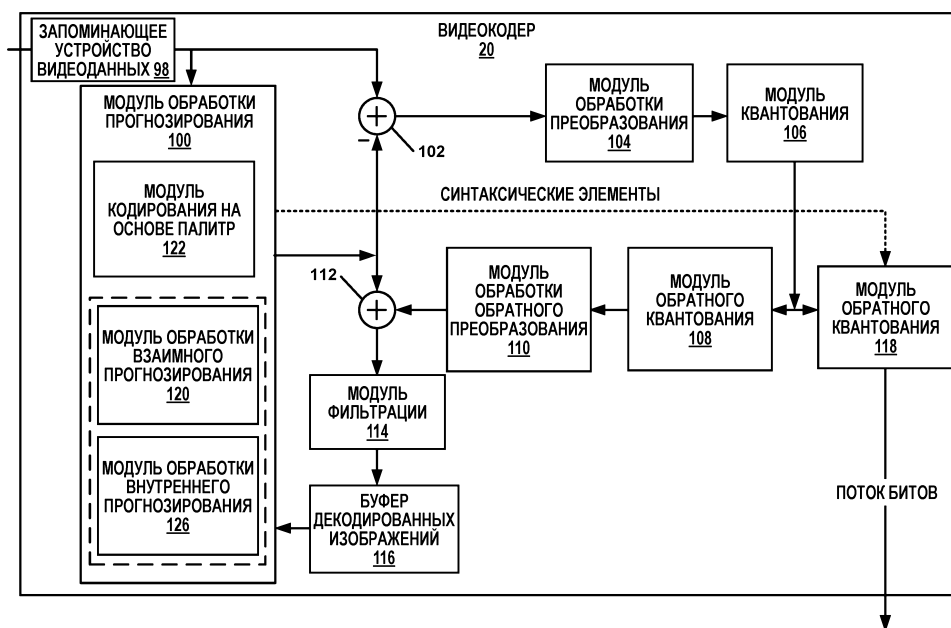 ЗАПОМИНАЮЩЕЕ
УСТРОЙСТВО
ВИДЕОДАННЫХ 98
ВИДЕОКОДЕР
20
МОДУЛЬ ОБРАБОТКИ
ПРОГНОЗИРОВАНИЯ
100
102
МОДУЛЬ
ОБРАБОТКИ
ПРЕОБРАЗОВАНИЯ
104
МОДУЛЬ
КВАНТОВАНИЯ
106
МОДУЛЬ
КОДИРОВАНИЯ НА
ОСНОВЕ ПАЛИТР
122
СИНТАКСИЧЕСКИЕ ЭЛЕМЕНТЫ
112
МОДУЛЬ
ОБРАБОТКИ
ОБРАТНОГО
ПРЕОБРАЗОВАНИЯ
110
МОДУЛЬ
ОБРАТНОГО
КВАНТОВАНИЯ
108
МОДУЛЬ
ОБРАТНОГО
КВАНТОВАНИЯ
118
МОДУЛЬ ОБРАБОТКИ
ВЗАИМНОГО
ПРОГНОЗИРОВАНИЯ
120
МОДУЛЬ
ФИЛЬТРАЦИИ
114
МОДУЛЬ ОБРАБОТКИ
ВНУТРЕННЕГО
ПРОГНОЗИРОВАНИЯ
126
БУФЕР
ДЕКОДИРОВАННЫХ
ИЗОБРАЖЕНИЙ
116
ПОТОК БИТОВ